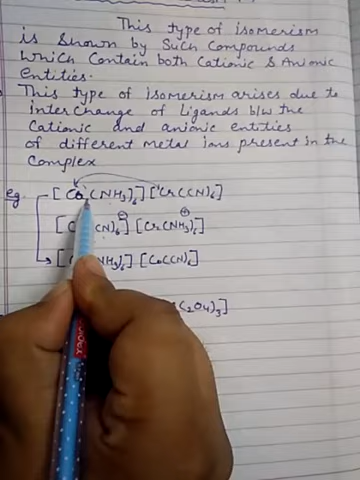 This type of isomerism
is shown by such compounds
which contain both cationic & Anionic
entities.
This type of isomerism arises due to
interchange of Ligands b/w the
cationic and anionic entities
of different metal ions present in the
complex
eg. [Co(NH3)6][Cr(CN)6]
(CN)6]⊖ [Cr(NH3)6]⊕
NH3)6] [Co(CN)6]
(C2O4)3]